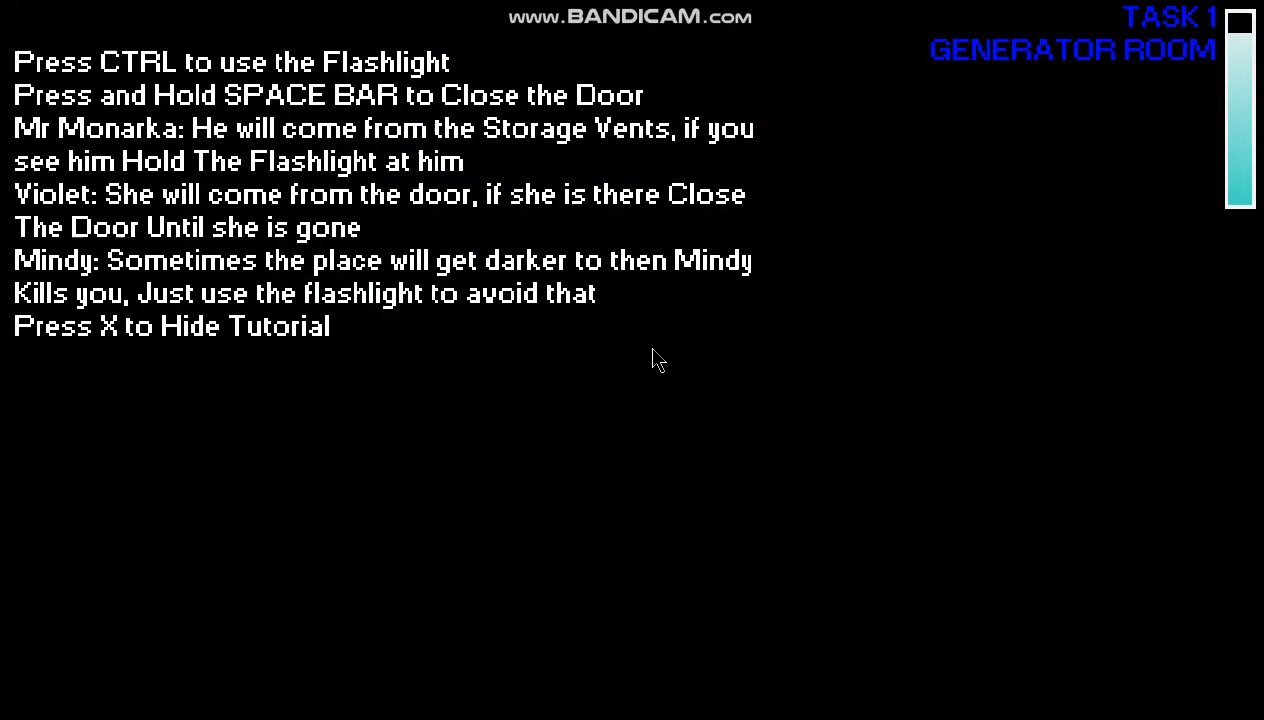 www.BANDICAM.com
TASK 1
GENERATOR ROOM
Press CTRL to use the Flashlight
Press and Hold SPACE BAR to Close the Door
Mr Monarka: He will come from the Storage Vents, if you
see him Hold The Flashlight at him
Violet: She will come from the door, if she is there Close
The Door Until she is gone
Mindy: Sometimes the place will get darker to then Mindy
Kills you, Just use the flashlight to avoid that
Press X to Hide Tutorial